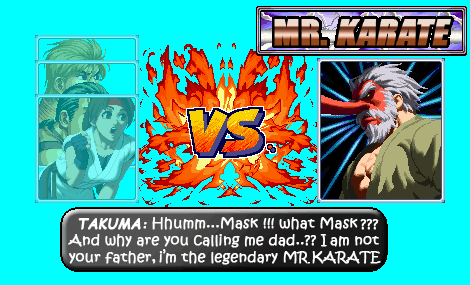 MR. KARATE
VS
TAKUMA: Hhumm...Mask !!! what Mask???
And why are you calling me dad..?? I am not
your father, i'm the legendary MR.KARATE